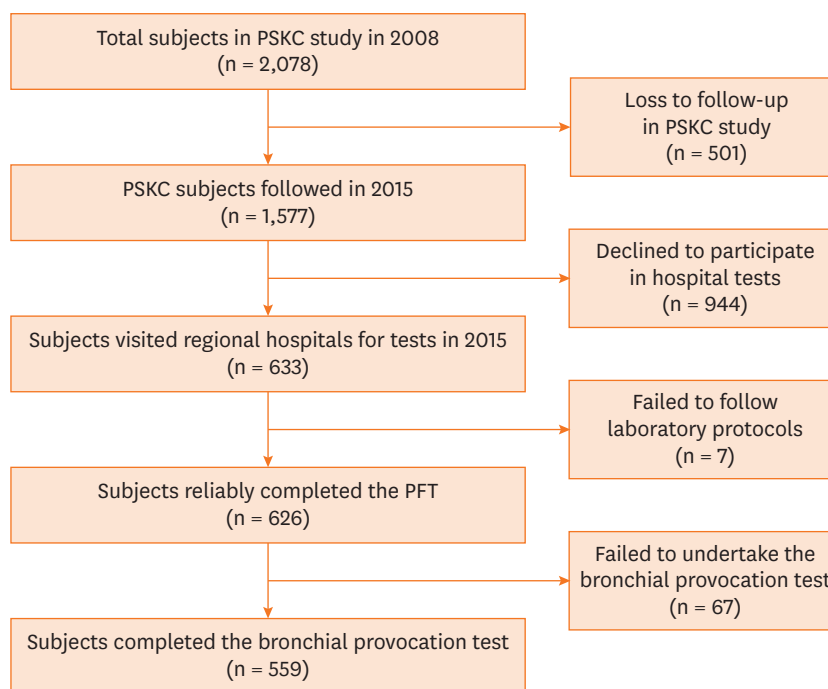 Total subjects in PSKC study in 2008
(n = 2,078)
Loss to follow-up
in PSKC study
(n = 501)
PSKC subjects followed in 2015
(n = 1,577)
Declined to participate
in hospital tests
(n = 944)
Subjects visited regional hospitals for tests in 2015
(n = 633)
Failed to follow
laboratory protocols
(n = 7)
Subjects reliably completed the PFT
(n = 626)
Failed to undertake the
bronchial provocation test
(n = 67)
Subjects completed the bronchial provocation test
(n = 559)